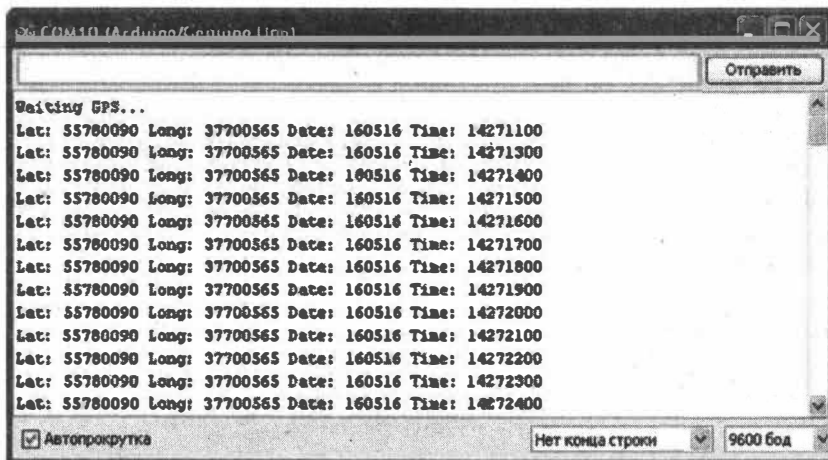 COM10 (Arduino/Genuino Uno)
Отправить
Waiting GPS...
Lat: 55780090 Long: 37700565 Date: 160516 Time: 14271100
Lat: 55780090 Long: 37700565 Date: 160516 Time: 14271300
Lat: 55780090 Long: 37700565 Date: 160516 Time: 14271400
Lat: 55780090 Long: 37700565 Date: 160516 Time: 14271500
Lat: 55780090 Long: 37700565 Date: 160516 Time: 14271600
Lat: 55780090 Long: 37700565 Date: 160516 Time: 14271700
Lat: 55780090 Long: 37700565 Date: 160516 Time: 14271800
Lat: 55780090 Long: 37700565 Date: 160516 Time: 14271900
Lat: 55780090 Long: 37700565 Date: 160516 Time: 14272000
Lat: 55780090 Long: 37700565 Date: 160516 Time: 14272100
Lat: 55780090 Long: 37700565 Date: 160516 Time: 14272200
Lat: 55780090 Long: 37700565 Date: 160516 Time: 14272300
Lat: 55780090 Long: 37700565 Date: 160516 Time: 14272400
Автопрокрутка Нет конца строки 9600 бод